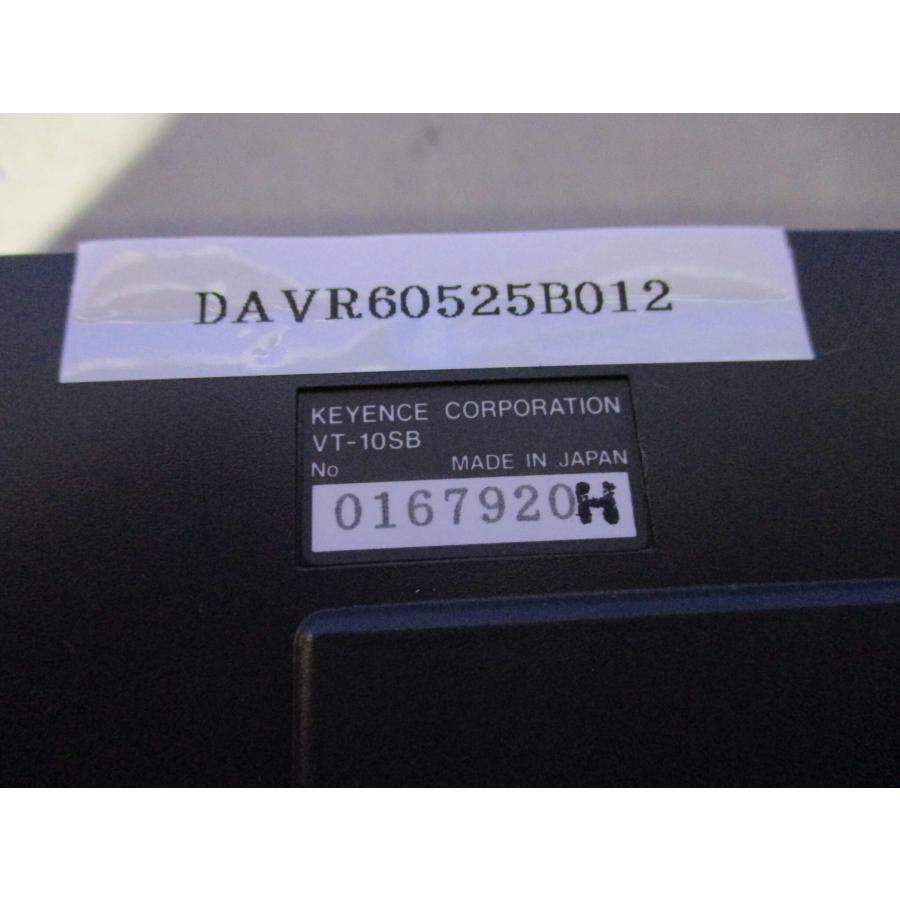 DAVR60525B012
KEYENCE CORPORATION
VT-10SB
No MADE IN JAPAN
0167920H